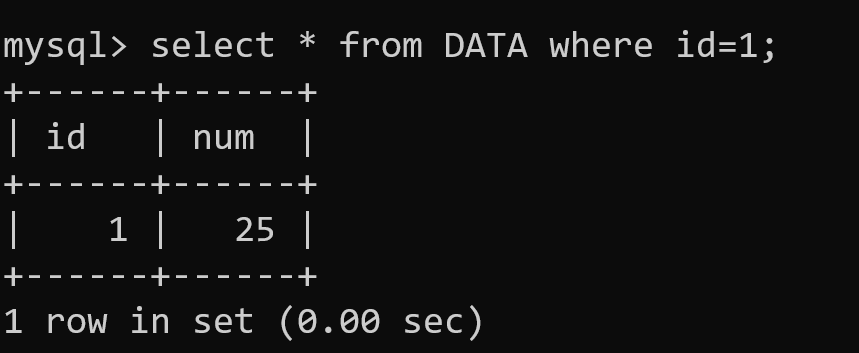 mysql> select * from DATA where id=1;
+------+------+
| id   | num  |
+------+------+
|    1 |   25 |
+------+------+
1 row in set (0.00 sec)